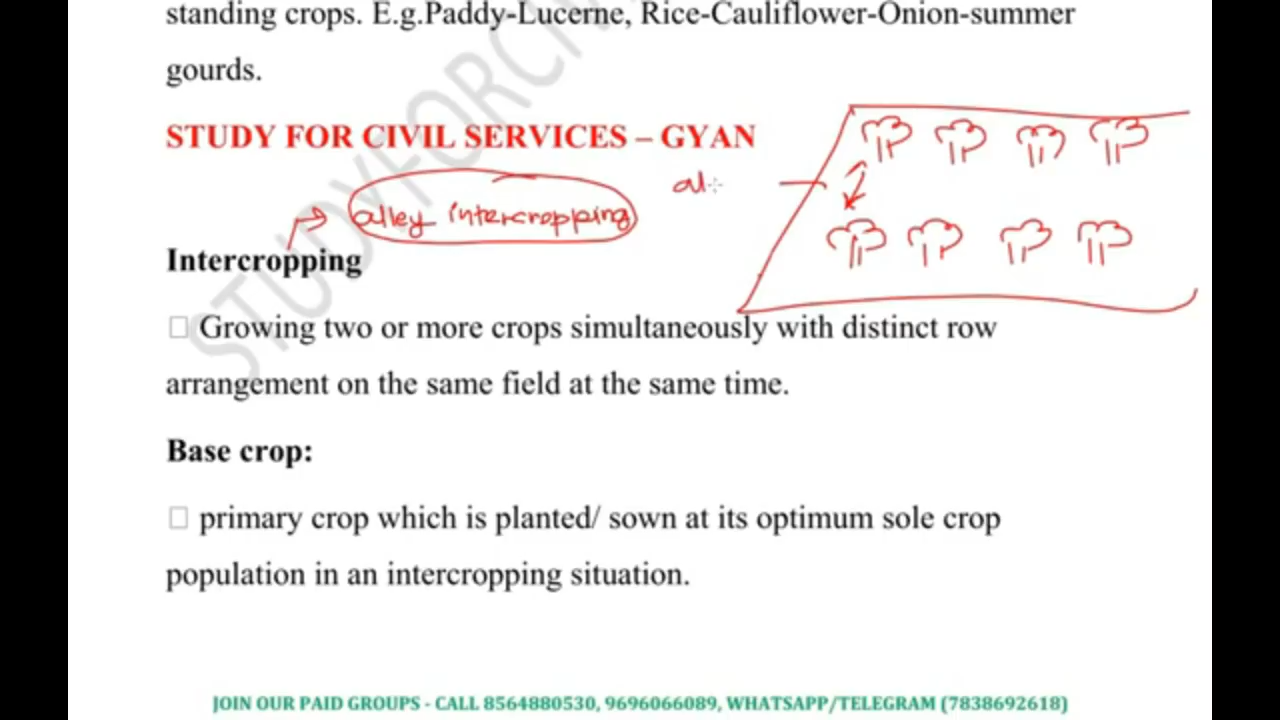 standing crops. E.g.Paddy-Lucerne, Rice-Cauliflower-Onion-summer
gourds.
STUDY FOR CIVIL SERVICES – GYAN
al
alley intercropping
Intercropping
Growing two or more crops simultaneously with distinct row
arrangement on the same field at the same time.
Base crop:
primary crop which is planted/ sown at its optimum sole crop
population in an intercropping situation.
STUDYFORCIV
JOIN OUR PAID GROUPS - CALL 8564880530, 9696066089, WHATSAPP/TELEGRAM (7838692618)